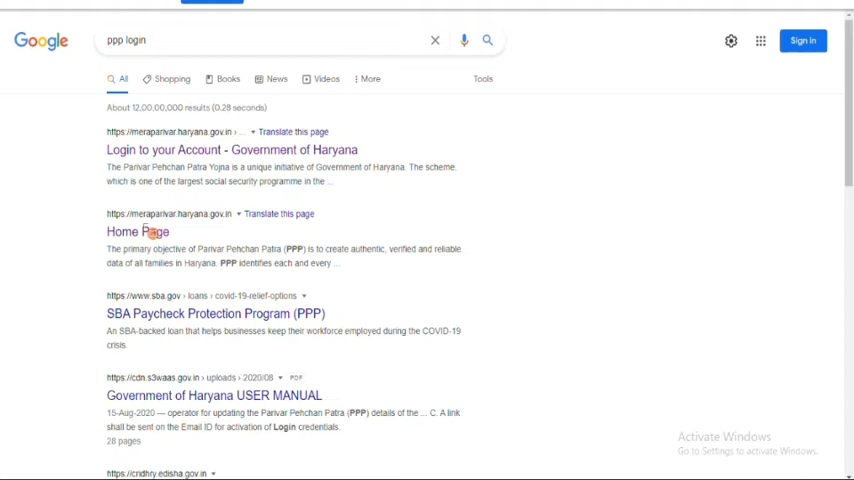 Google
ppp login
Sign In
All Shopping Books News Videos More Tools
About 12,00,00,000 results (0.28 seconds)
https://meraparivar.haryana.gov.in › ... Translate this page
Login to your Account - Government of Haryana
The Parivar Pehchan Patra Yojna is a unique initiative of Government of Haryana. The scheme.
which is one of the largest social security programme in the ...
https://meraparivar.haryana.gov.in Translate this page
Home Page
The primary objective of Parivar Pehchan Patra (PPP) is to create authentic, verified and reliable
data of all families in Haryana. PPP identifies each and every ...
https://www.sba.gov › loans › covid-19-relief-options
SBA Paycheck Protection Program (PPP)
An SBA-backed loan that helps businesses keep their workforce employed during the COVID-19
crisis.
https://cdn.s3waas.gov.in › uploads › 2020/08 PDF
Government of Haryana USER MANUAL
15-Aug-2020 — operator for updating the Parivar Pehchan Patra (PPP) details of the ... C. A link
shall be sent on the Email ID for activation of Login credentials.
28 pages
https://cridhry.edisha.gov.in
Activate Windows
Go to Settings to activate Windows.